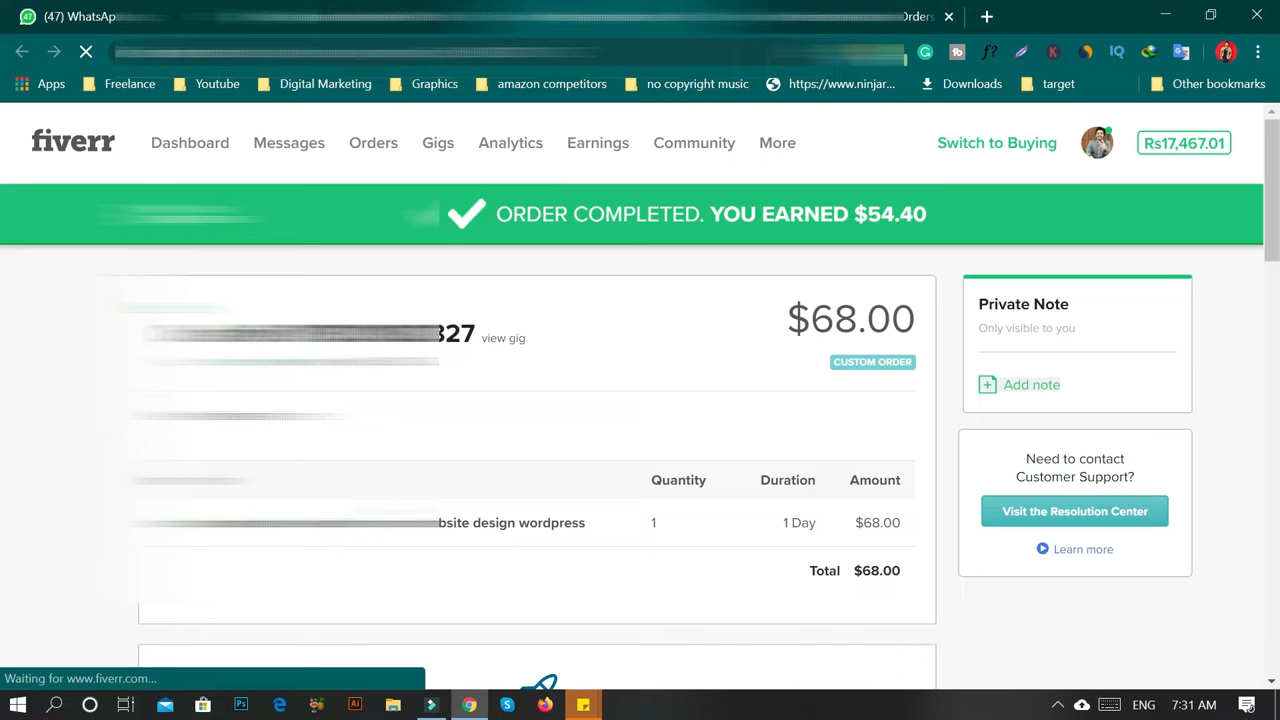 (47) WhatsAp
Orders
Apps Freelance Youtube Digital Marketing Graphics amazon competitors no copyright music https://www.ninjar... Downloads target Other bookmarks
fiverr Dashboard Messages Orders Gigs Analytics Earnings Community More Switch to Buying Rs17,467.01
ORDER COMPLETED. YOU EARNED $54.40
327 view gig
$68.00
CUSTOM ORDER
Private Note
Only visible to you
Add note
Quantity Duration Amount
bsite design wordpress 1 1 Day $68.00
Total $68.00
Need to contact
Customer Support?
Visit the Resolution Center
Learn more
Waiting for www.fiverr.com...
ENG 7:31 AM